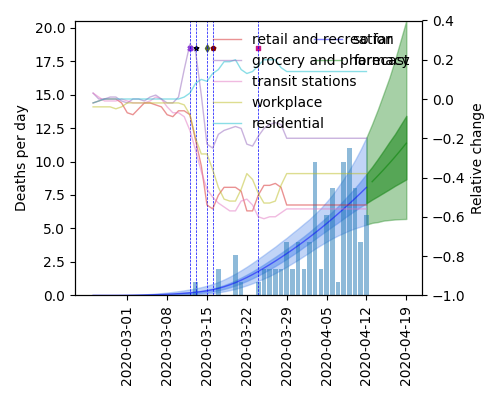 20.0
17.5
15.0
12.5
10.0
7.5
5.0
2.5
0.0
Deaths per day
0.4
0.2
0.0
−0.2
−0.4
−0.6
−0.8
−1.0
Relative change
retail and recreation
grocery and pharmacy
transit stations
workplace
residential
so far
forecast
2020-03-01
2020-03-08
2020-03-15
2020-03-22
2020-03-29
2020-04-05
2020-04-12
2020-04-19